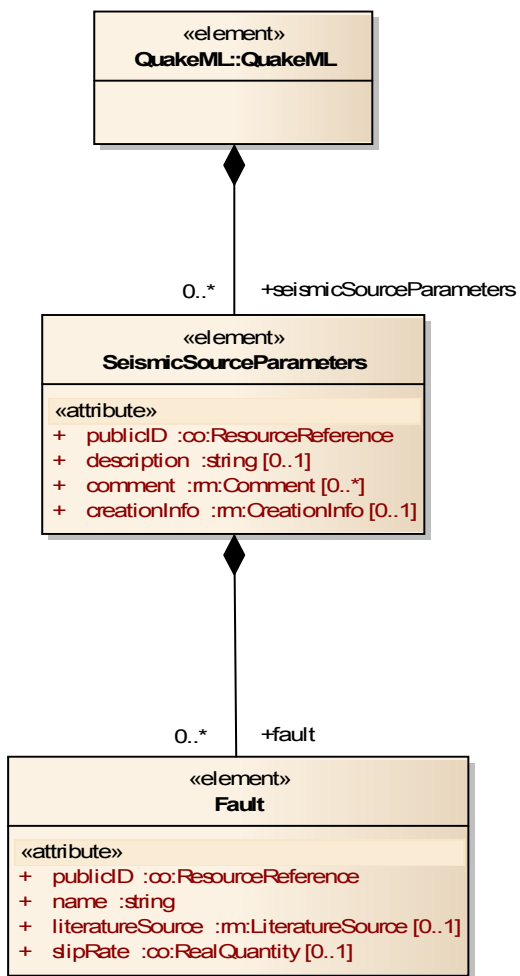 «element»
QuakeML::QuakeML
0..* +seismicSourceParameters
«element»
SeismicSourceParameters
«attribute»
+ publicID :co:ResourceReference
+ description :string [0..1]
+ comment :rm:Comment [0..*]
+ creationInfo :rm:CreationInfo [0..1]
0..* +fault
«element»
Fault
«attribute»
+ publicID :co:ResourceReference
+ name :string
+ literatureSource :rm:LiteratureSource [0..1]
+ slipRate :co:RealQuantity [0..1]